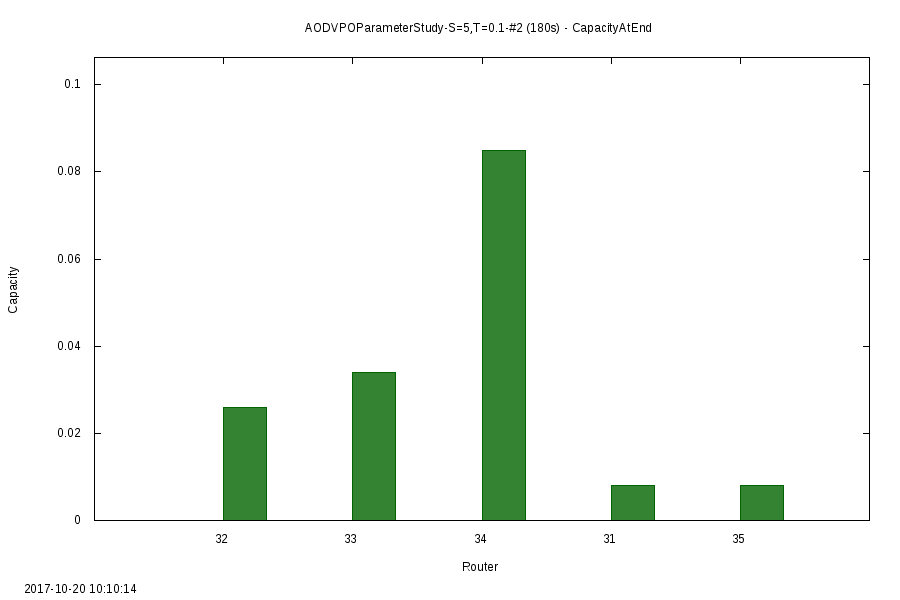 AODVPOParameterStudy-S=5,T=0.1-#2 (180s) - CapacityAtEnd
0.1
0.08
0.06
0.04
0.02
0
Capacity
32 33 34 31 35
Router
2017-10-20 10:10:14